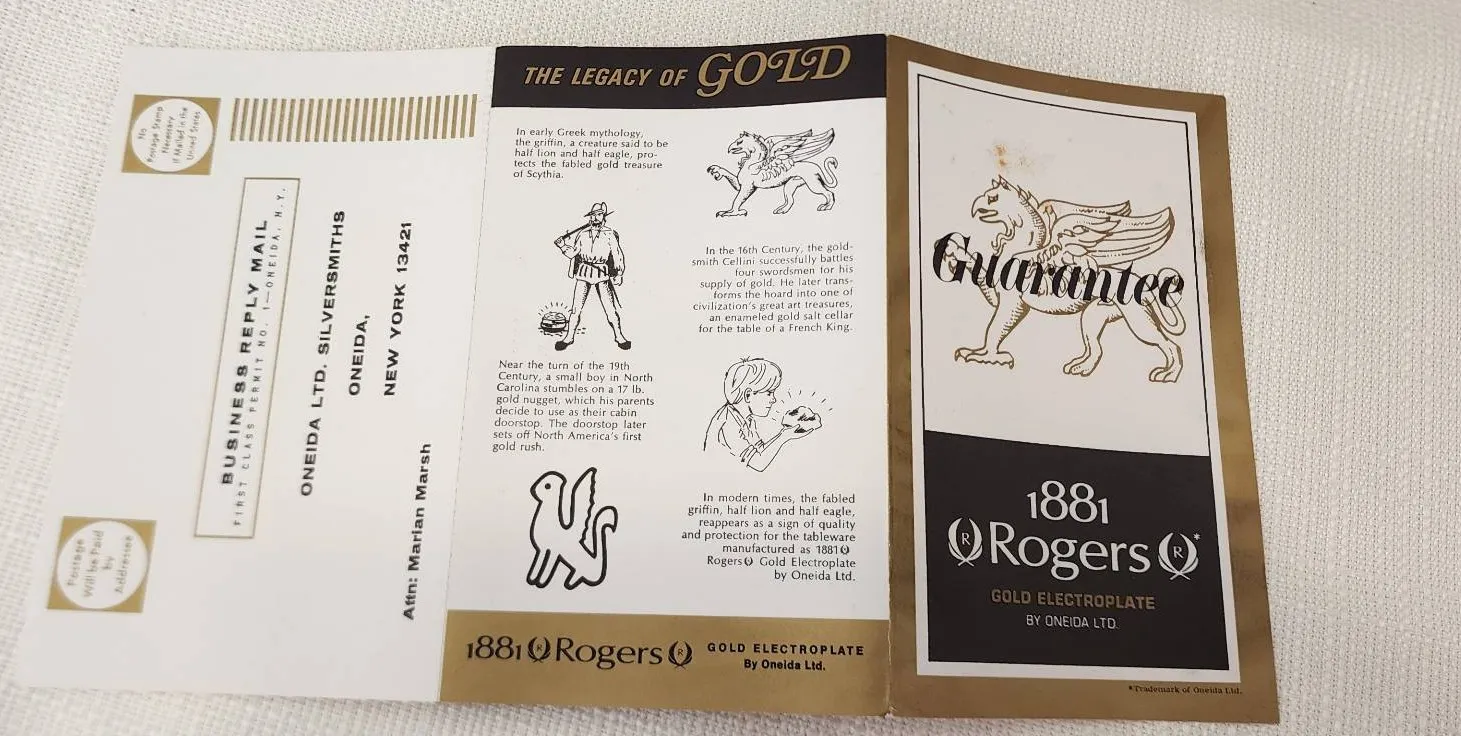 No
Postage Stamp
Necessary
If Mailed in the
United States
BUSINESS REPLY MAIL
FIRST CLASS PERMIT NO. 1—ONEIDA, N.Y.
ONEIDA LTD. SILVERSMITHS
ONEIDA,
NEW YORK 13421
Attn: Marian Marsh
Postage
Will be Paid
by
Addressee
THE LEGACY OF GOLD
In early Greek mythology,
the griffin, a creature said to be
half lion and half eagle, pro-
tects the fabled gold treasure
of Scythia.
In the 16th Century, the gold-
smith Cellini successfully battles
four swordsmen for his
supply of gold. He later trans-
forms the hoard into one of
civilization's great art treasures,
an enameled gold salt cellar
for the table of a French King.
Near the turn of the 19th
Century, a small boy in North
Carolina stumbles on a 17 lb.
gold nugget, which his parents
decide to use as their cabin
doorstop. The doorstop later
sets off North America's first
gold rush.
In modern times, the fabled
griffin, half lion and half eagle,
reappears as a sign of quality
and protection for the tableware
manufactured as 1881
Rogers Gold Electroplate
by Oneida Ltd.
1881 R Rogers R GOLD ELECTROPLATE
By Oneida Ltd.
Guarantee
1881
R Rogers R*
GOLD ELECTROPLATE
BY ONEIDA LTD.
*Trademark of Oneida Ltd.